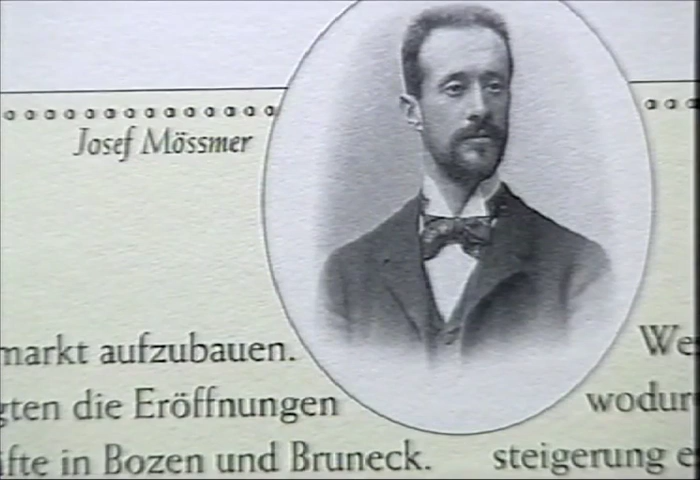 Josef Mössmer
markt aufzubauen.
gten die Eröffnungen
fte in Bozen und Bruneck.
We
wodur
steigerung e